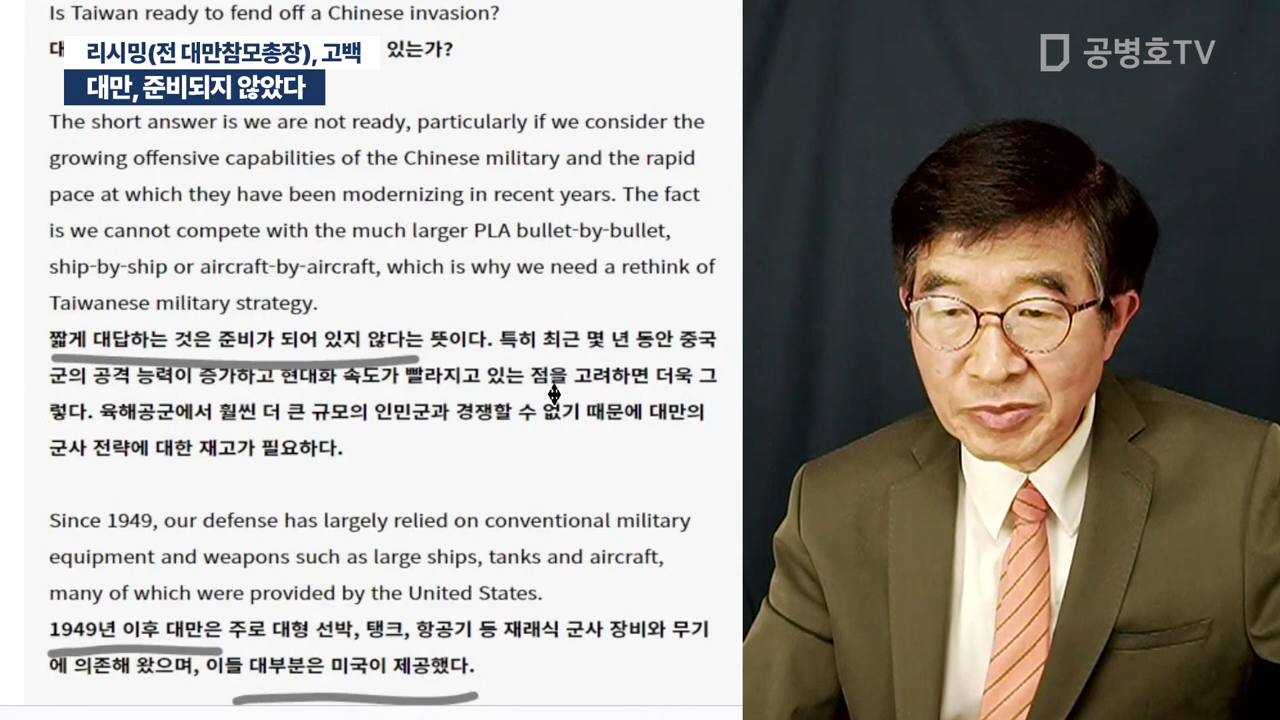 Is Taiwan ready to fend off a Chinese invasion?
대 있는가?
리시밍(전 대만참모총장), 고백
대만, 준비되지 않았다
공병호TV
The short answer is we are not ready, particularly if we consider the
growing offensive capabilities of the Chinese military and the rapid
pace at which they have been modernizing in recent years. The fact
is we cannot compete with the much larger PLA bullet-by-bullet,
ship-by-ship or aircraft-by-aircraft, which is why we need a rethink of
Taiwanese military strategy.
짧게 대답하는 것은 준비가 되어 있지 않다는 뜻이다. 특히 최근 몇 년 동안 중국
군의 공격 능력이 증가하고 현대화 속도가 빨라지고 있는 점을 고려하면 더욱 그
렇다. 육해공군에서 훨씬 더 큰 규모의 인민군과 경쟁할 수 없기 때문에 대만의
군사 전략에 대한 재고가 필요하다.
Since 1949, our defense has largely relied on conventional military
equipment and weapons such as large ships, tanks and aircraft,
many of which were provided by the United States.
1949년 이후 대만은 주로 대형 선박, 탱크, 항공기 등 재래식 군사 장비와 무기
에 의존해 왔으며, 이들 대부분은 미국이 제공했다.